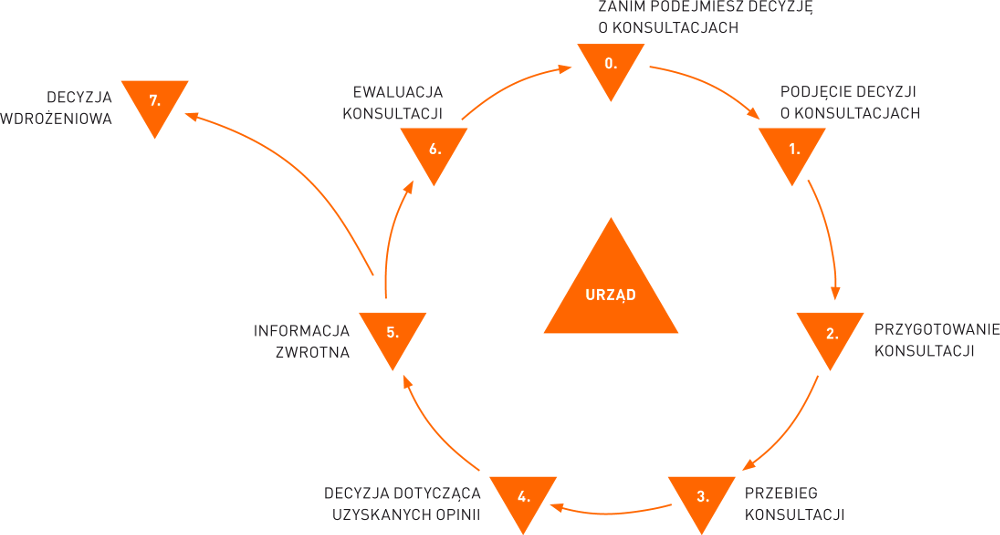 ZANIM PODEJMIESZ DECYZJĘ
O KONSULTACJACH
0.
PODJĘCIE DECYZJI
O KONSULTACJACH
1.
PRZYGOTOWANIE
KONSULTACJI
2.
PRZEBIEG
KONSULTACJI
3.
DECYZJA DOTYCZĄCA
UZYSKANYCH OPINII
4.
INFORMACJA
ZWROTNA
5.
EWALUACJA
KONSULTACJI
6.
DECYZJA
WDROŻENIOWA
7.
URZĄD